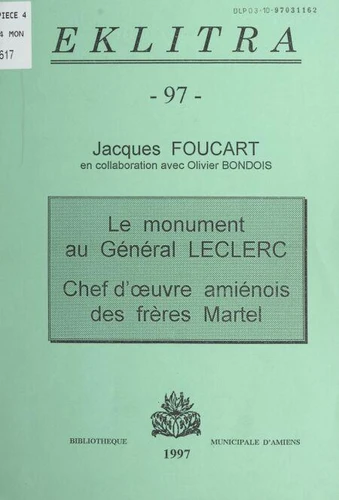 PIECE 4
4 MON
617
DLP 03-10-97031162
EKLITRA
- 97 -
Jacques FOUCART
en collaboration avec Olivier BONDOIS
Le monument
au Général LECLERC
Chef d'œuvre amiénois
des frères Martel
BIBLIOTHEQUE MUNICIPALE D'AMIENS
1997